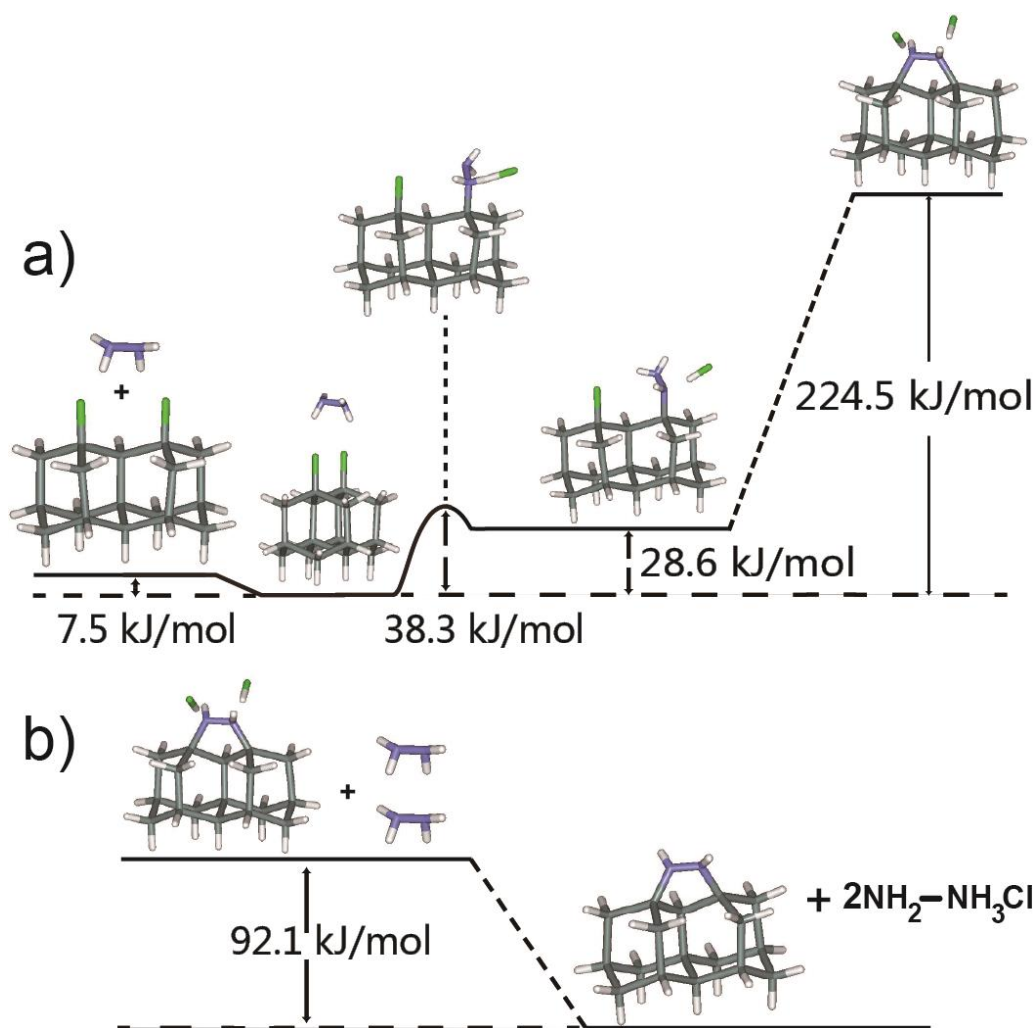 a)
+
224.5 kJ/mol
28.6 kJ/mol
7.5 kJ/mol
38.3 kJ/mol
b)
+
92.1 kJ/mol
+ 2NH₂–NH₃Cl